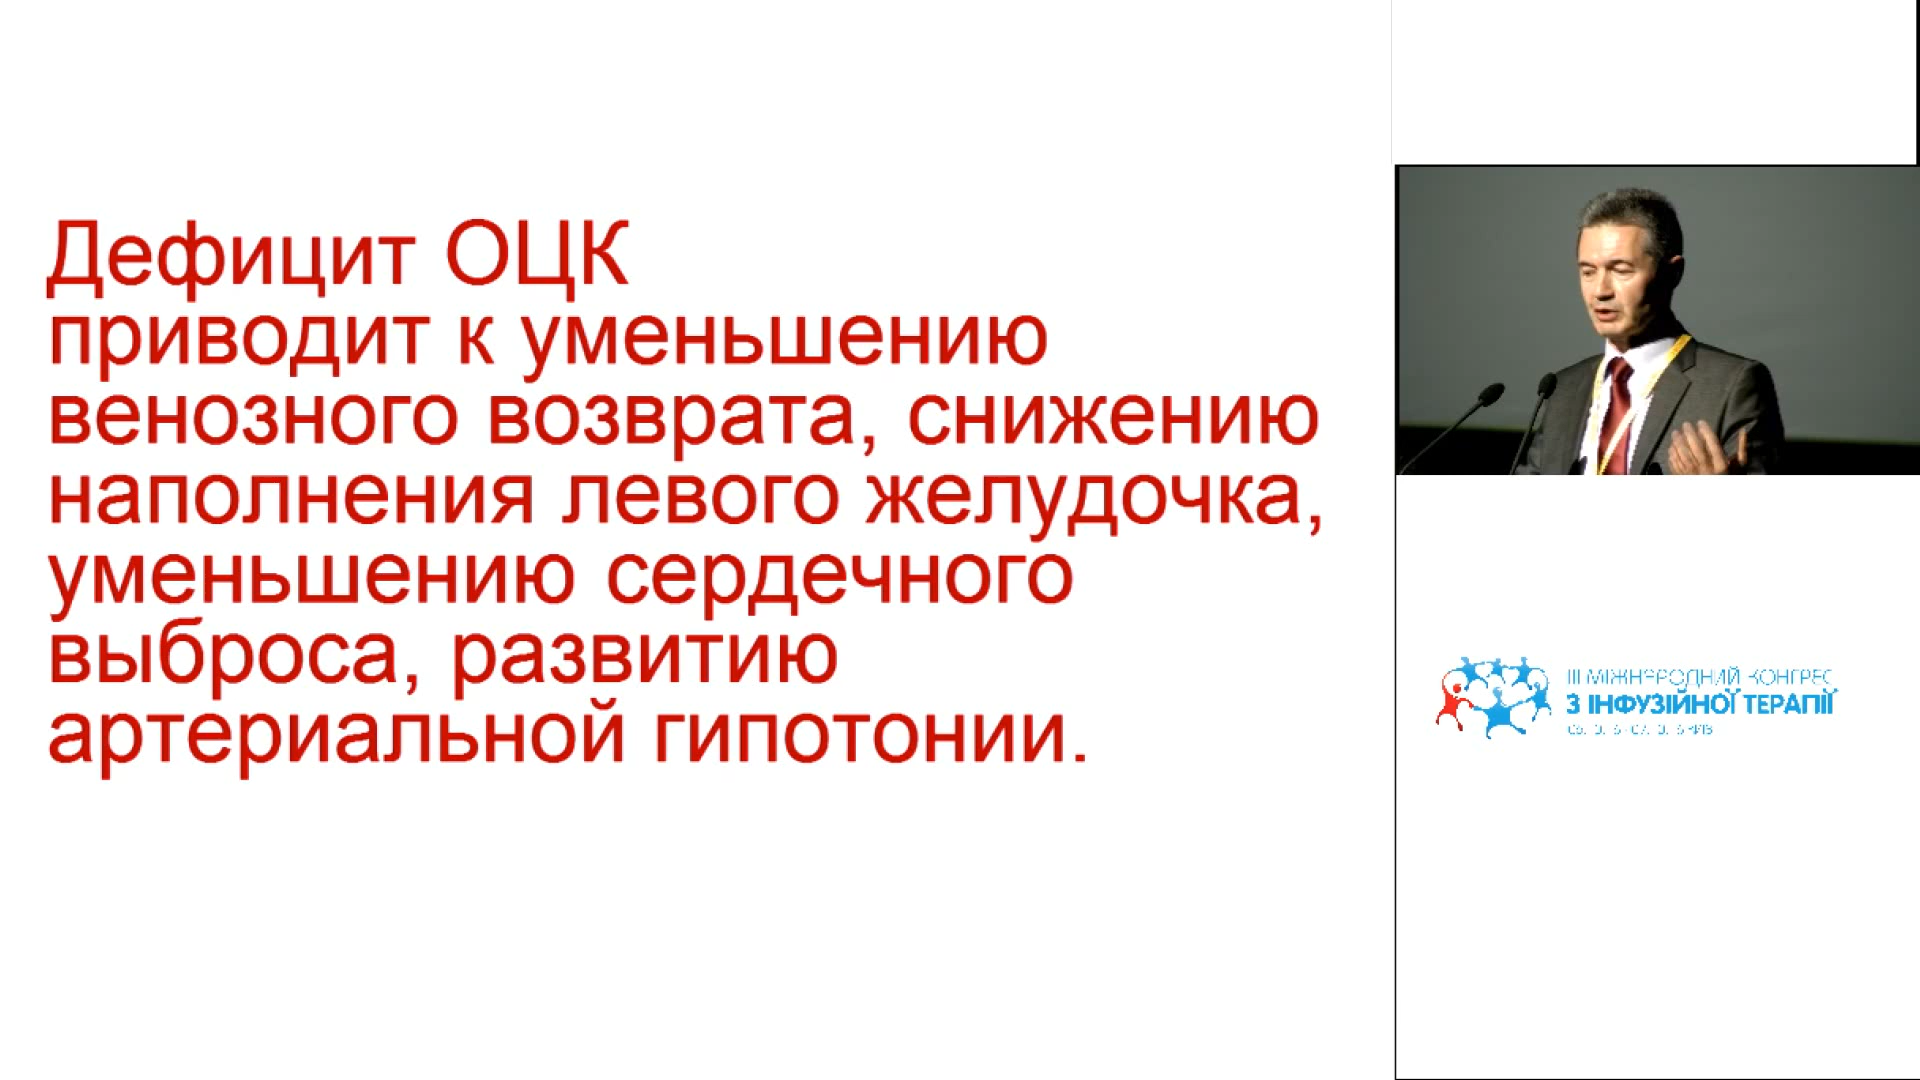 Дефицит ОЦК
приводит к уменьшению
венозного возврата, снижению
наполнения левого желудочка,
уменьшению сердечного
выброса, развитию
артериальной гипотонии.
III МІЖНАРОДНИЙ КОНГРЕС
З ІНФУЗІЙНОЇ ТЕРАПІЇ